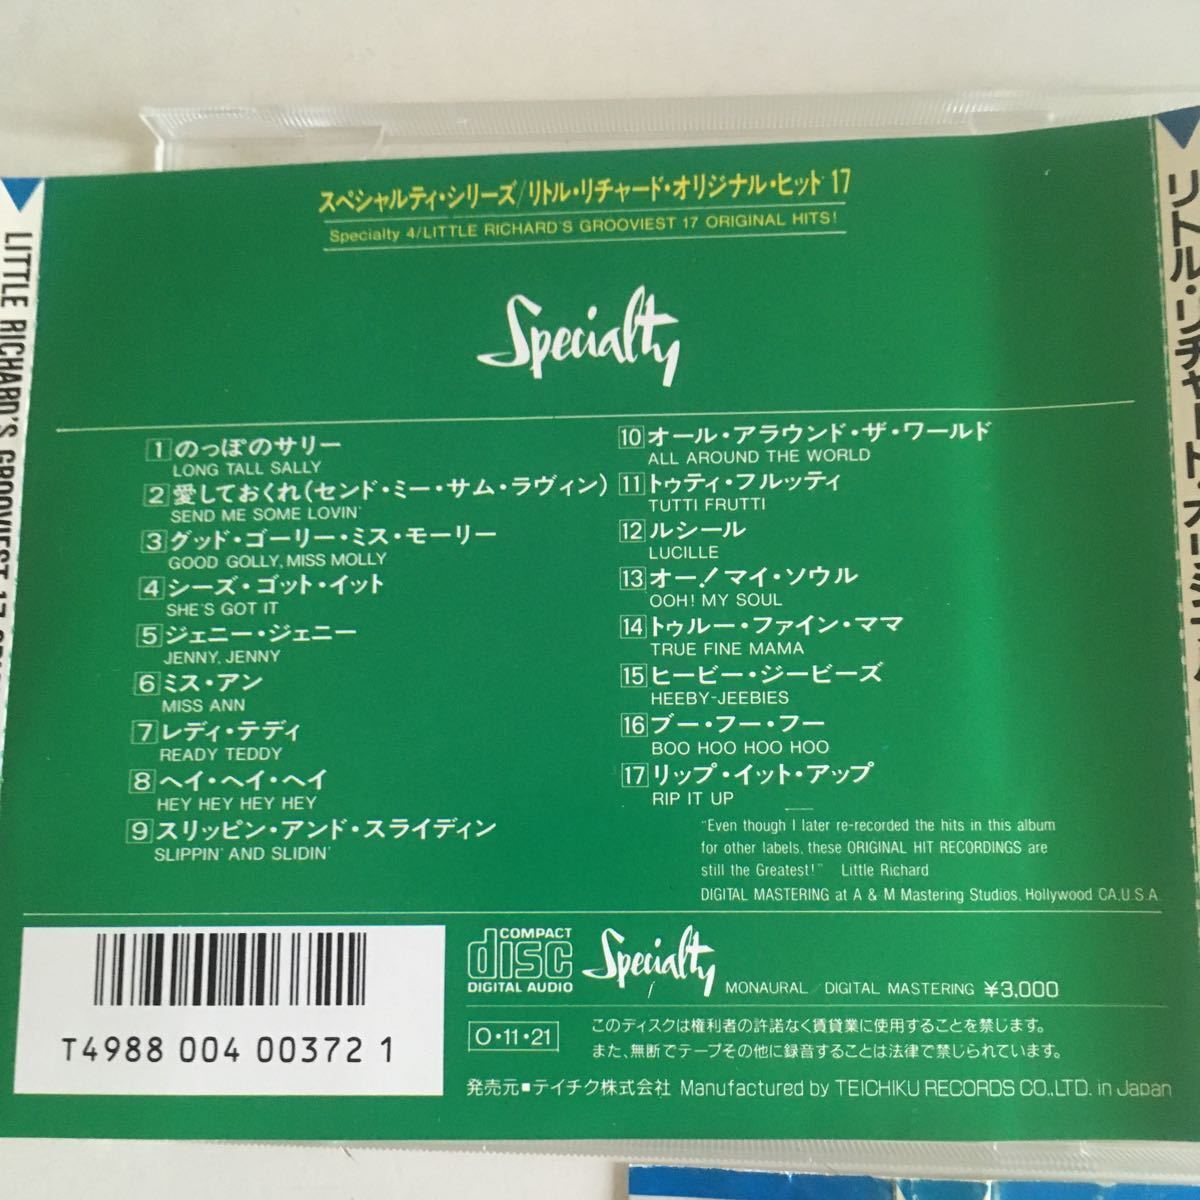 スペシャルティ・シリーズ/リトル・リチャード・オリジナル・ヒット 17
Specialty 4/LITTLE RICHARD'S GROOVIEST 17 ORIGINAL HITS!
Specialty
1 のっぽのサリー
LONG TALL SALLY
2 愛しておくれ(センド・ミー・サム・ラヴィン)
SEND ME SOME LOVIN'
3 グッド・ゴーリー・ミス・モーリー
GOOD GOLLY, MISS MOLLY
4 シーズ・ゴット・イット
SHE'S GOT IT
5 ジェニー・ジェニー
JENNY, JENNY
6 ミス・アン
MISS ANN
7 レディ・テディ
READY TEDDY
8 ヘイ・ヘイ・ヘイ
HEY HEY HEY HEY
9 スリッピン・アンド・スライディン
SLIPPIN' AND SLIDIN'
10 オール・アラウンド・ザ・ワールド
ALL AROUND THE WORLD
11 トゥティ・フルッティ
TUTTI FRUTTI
12 ルシール
LUCILLE
13 オー!マイ・ソウル
OOH! MY SOUL
14 トゥルー・ファイン・ママ
TRUE FINE MAMA
15 ヒービー・ジービーズ
HEEBY-JEEBIES
16 ブー・フー・フー
BOO HOO HOO HOO
17 リップ・イット・アップ
RIP IT UP
"Even though I later re-recorded the hits in this album
for other labels, these ORIGINAL HIT RECORDINGS are
still the Greatest!" Little Richard
DIGITAL MASTERING at A & M Mastering Studios, Hollywood CA, U.S.A.
T4988 004 00372 1
COMPACT
disc
DIGITAL AUDIO
Specialty
MONAURAL / DIGITAL MASTERING ¥3,000
O・11・21
このディスクは権利者の許諾なく賃貸業に使用することを禁じます。
また、無断でテープその他に録音することは法律で禁じられています。
発売元■テイチク株式会社 Manufactured by TEICHIKU RECORDS CO., LTD. in Japan
LITTLE RICHARD'S GROOVIEST 17
リトル・リチャード・オリジナル